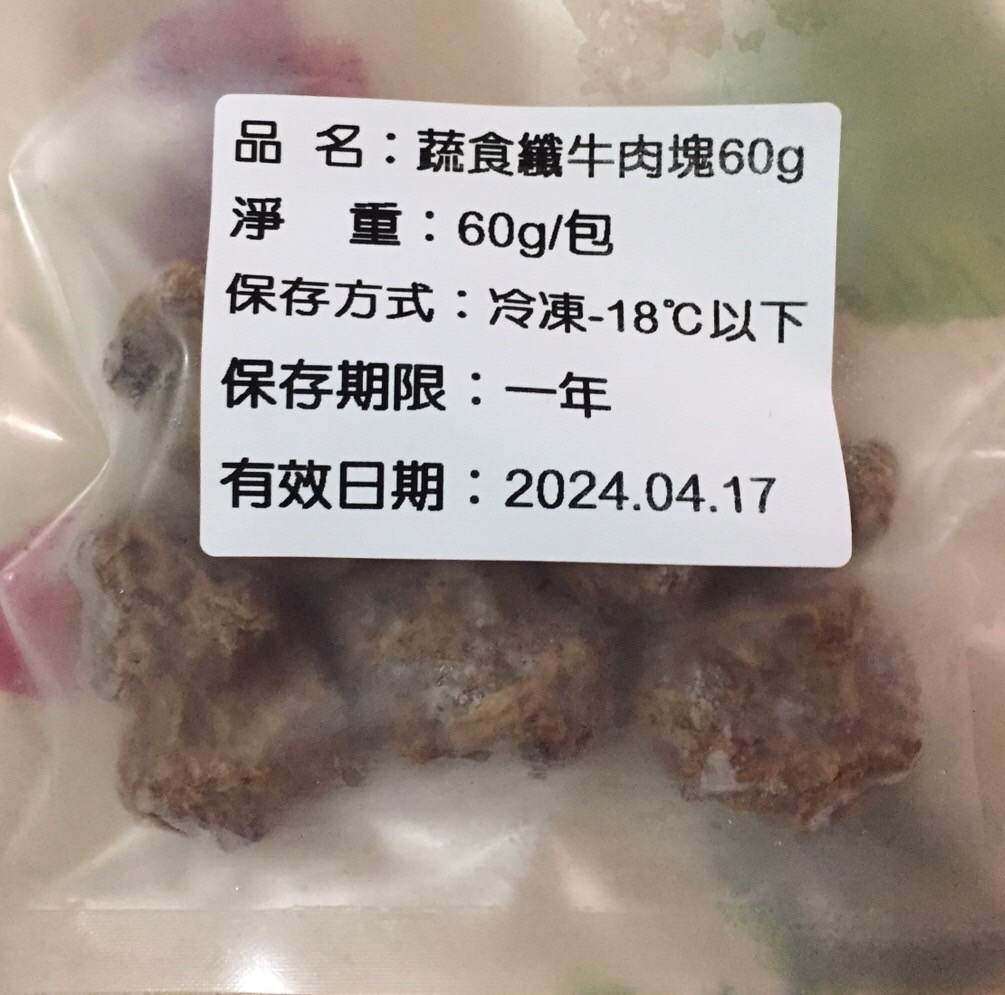 品 名：蔬食纖牛肉塊60g
淨 重：60g/包
保存方式：冷凍-18℃以下
保存期限：一年
有效日期：2024.04.17